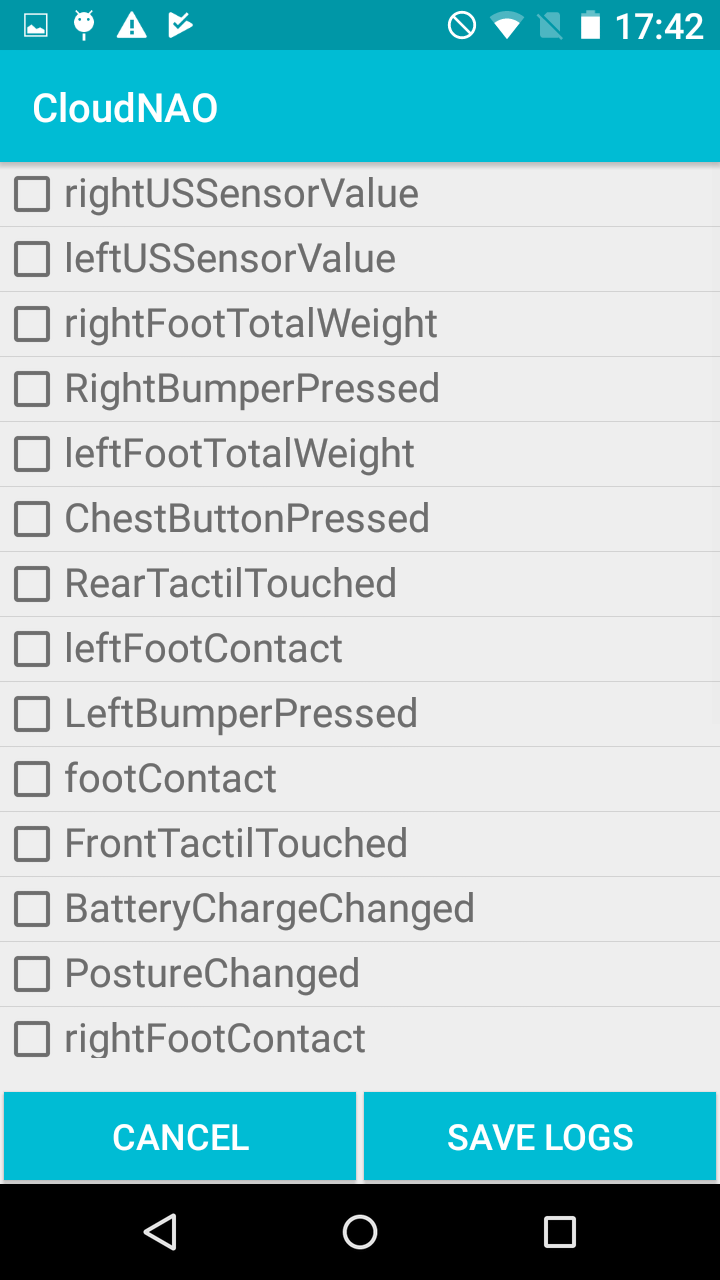 17:42
CloudNAO
rightUSSensorValue
leftUSSensorValue
rightFootTotalWeight
RightBumperPressed
leftFootTotalWeight
ChestButtonPressed
RearTactilTouched
leftFootContact
LeftBumperPressed
footContact
FrontTactilTouched
BatteryChargeChanged
PostureChanged
rightFootContact
CANCEL SAVE LOGS